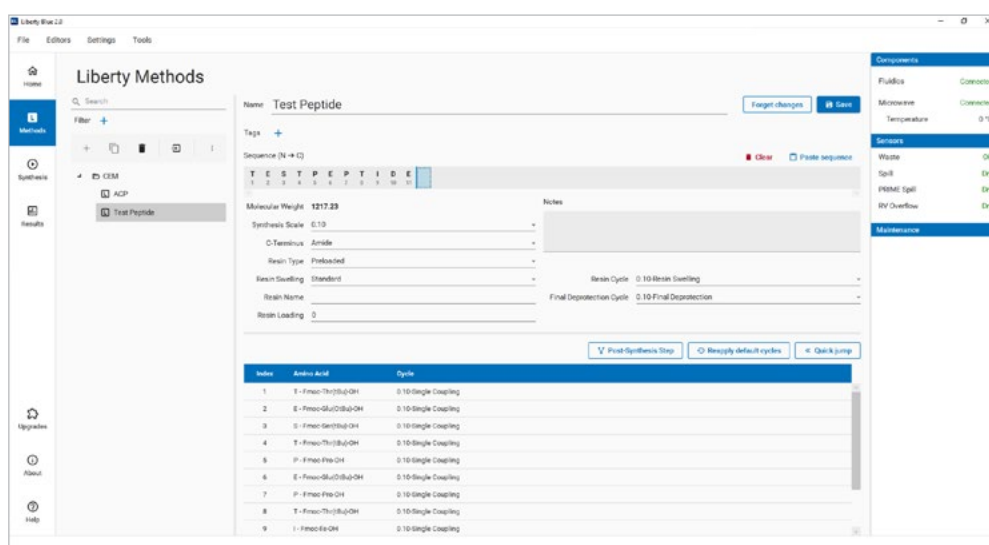 Liberty Blue 2.0
File Editors Settings Tools
Home
Methods
Synthesis
Results
Upgrades
About
Help
Liberty Methods
Search
Filter +
CEM
ACP
Test Peptide
Name Test Peptide
Forget changes
Save
Tags +
Sequence (N → C)
Clear
Paste sequence
T E S T P E P T I D E
1 2 3 4 5 6 7 8 9 10 11
Molecular Weight 1217.23
Synthesis Scale 0.10
C-Terminus Amide
Resin Type Preloaded
Resin Swelling Standard
Resin Name
Resin Loading 0
Notes
Resin Cycle 0.10-Resin Swelling
Final Deprotection Cycle 0.10-Final Deprotection
Post-Synthesis Step
Reapply default cycles
Quick jump
Index Amino Acid Cycle
1 T - Fmoc-Thr(tBu)-OH 0.10-Single Coupling
2 E - Fmoc-Glu(OtBu)-OH 0.10-Single Coupling
3 S - Fmoc-Ser(tBu)-OH 0.10-Single Coupling
4 T - Fmoc-Thr(tBu)-OH 0.10-Single Coupling
5 P - Fmoc-Pro-OH 0.10-Single Coupling
6 E - Fmoc-Glu(OtBu)-OH 0.10-Single Coupling
7 P - Fmoc-Pro-OH 0.10-Single Coupling
8 T - Fmoc-Thr(tBu)-OH 0.10-Single Coupling
9 I - Fmoc-Ile-OH 0.10-Single Coupling
Components
Fluidics Connecte
Microwave Connecte
Temperature 0 °
Sensors
Waste
Spill
PRIME Spill
RV Overflow
Maintenance